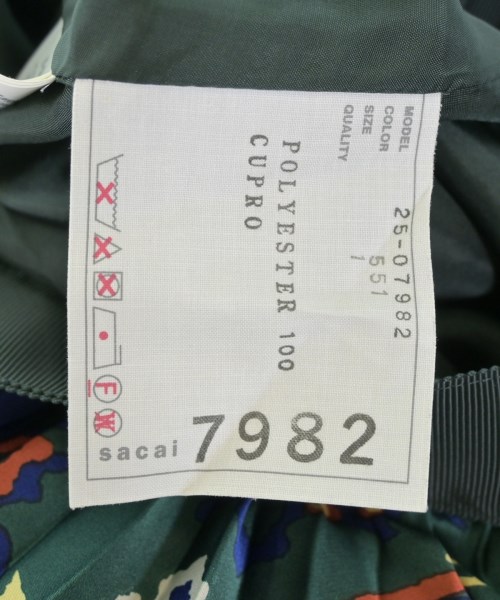 MODEL 25-07982
COLOR 551
SIZE 1
QUALITY
POLYESTER 100
CUPRO
F
W
sacai 7982